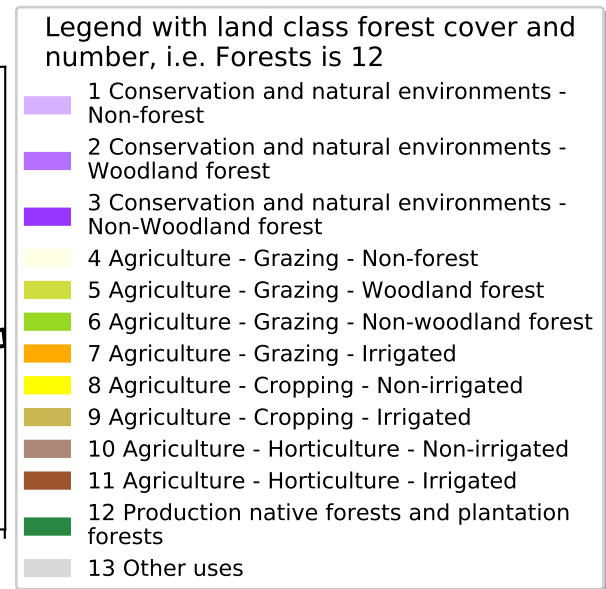 Legend with land class forest cover and
number, i.e. Forests is 12
1 Conservation and natural environments -
Non-forest
2 Conservation and natural environments -
Woodland forest
3 Conservation and natural environments -
Non-Woodland forest
4 Agriculture - Grazing - Non-forest
5 Agriculture - Grazing - Woodland forest
6 Agriculture - Grazing - Non-woodland forest
7 Agriculture - Grazing - Irrigated
8 Agriculture - Cropping - Non-irrigated
9 Agriculture - Cropping - Irrigated
10 Agriculture - Horticulture - Non-irrigated
11 Agriculture - Horticulture - Irrigated
12 Production native forests and plantation
forests
13 Other uses